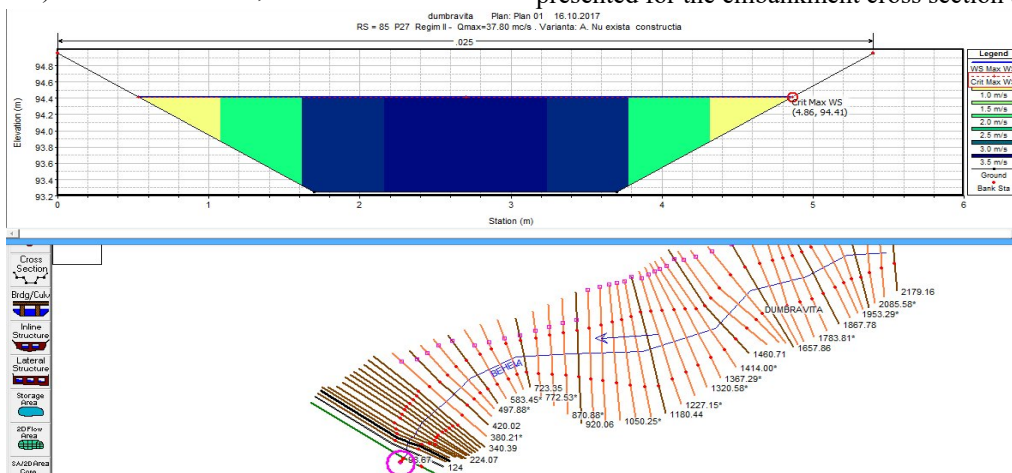 presented for the embankment cross section
dumbravita Plan: Plan 01 16.10.2017
RS = 85 P27 Regim II - Qmax=37.80 mc/s . Varianta: A. Nu exista constructia
.025
Elevation (m)
94.8
94.6
94.4
94.2
94.0
93.8
93.6
93.4
93.2
0
1
2
3
4
5
6
Station (m)
Crit Max WS
(4.86, 94.41)
Legend
WS Max WS
Crit Max WS
1.0 m/s
1.5 m/s
2.0 m/s
2.5 m/s
3.0 m/s
3.5 m/s
Ground
Bank Sta
Cross
Section
Brdg/Culv
Inline
Structure
Lateral
Structure
Storage
Area
2D Flow
Area
SA/2D Area
BEHEIA
DUMBRAVITA
2179.16
2085.58*
1953.29*
1867.78
1783.81*
1657.86
1460.71
1414.00*
1367.29*
1320.58*
1227.15*
1180.44
1050.25*
920.06
870.88*
772.53*
723.35
583.45*
497.88*
420.02
380.21*
340.39
224.07
124